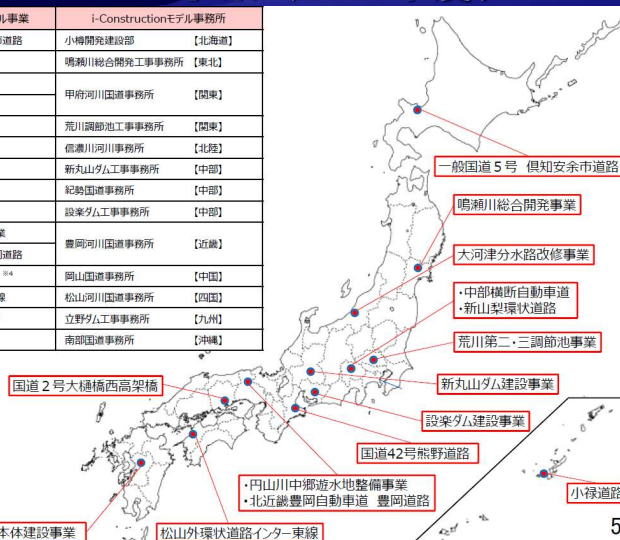 ル事業
i-Constructionモデル事務所
道路
小樽開発建設部 【北海道】
鳴瀬川総合開発工事事務所 【東北】
甲府河川国道事務所 【関東】
荒川調節池工事事務所 【関東】
信濃川河川事務所 【北陸】
新丸山ダム工事事務所 【中部】
紀勢国道事務所 【中部】
設楽ダム工事事務所 【中部】
業
道路
豊岡河川国道事務所 【近畿】
※4
岡山国道事務所 【中国】
線
松山河川国道事務所 【四国】
立野ダム工事事務所 【九州】
南部国道事務所 【沖縄】
一般国道5号 倶知安余市道路
鳴瀬川総合開発事業
大河津分水路改修事業
・中部横断自動車道
・新山梨環状道路
荒川第二・三調節池事業
新丸山ダム建設事業
設楽ダム建設事業
国道42号熊野道路
国道2号大樋橋西高架橋
・円山川中郷遊水地整備事業
・北近畿豊岡自動車道 豊岡道路
小禄道路
本体建設事業
松山外環状道路インター東線
5